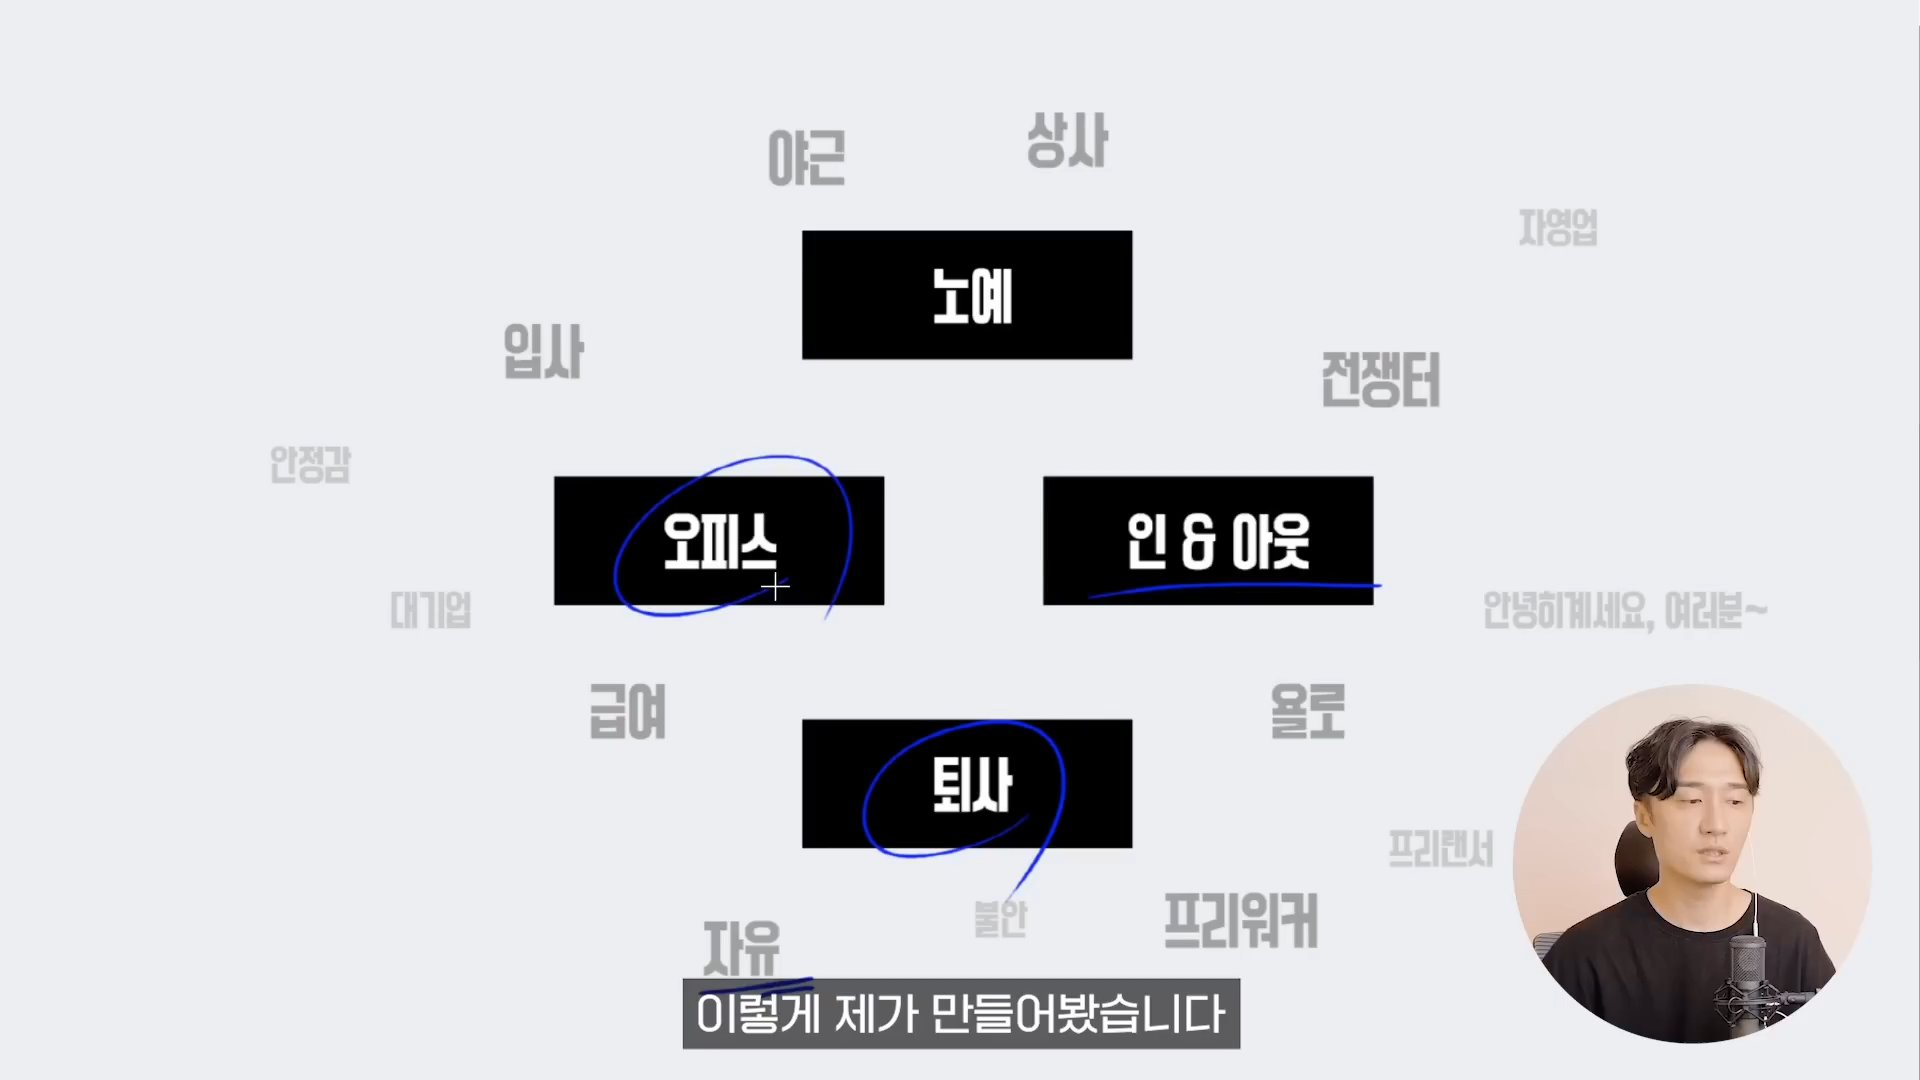 야근
상사
자영업
노예
입사
전쟁터
안정감
오피스
인 & 아웃
대기업
안녕히계세요, 여러분~
급여
욜로
퇴사
프리랜서
불안
프리워커
자유
이렇게 제가 만들어봤습니다